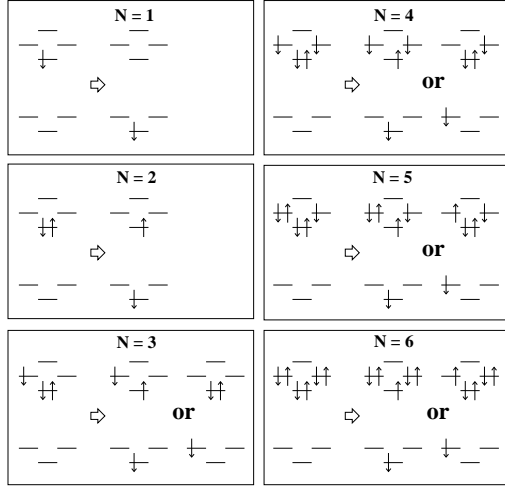 N = 1
N = 4
or
N = 2
N = 5
or
N = 3
or
N = 6
or